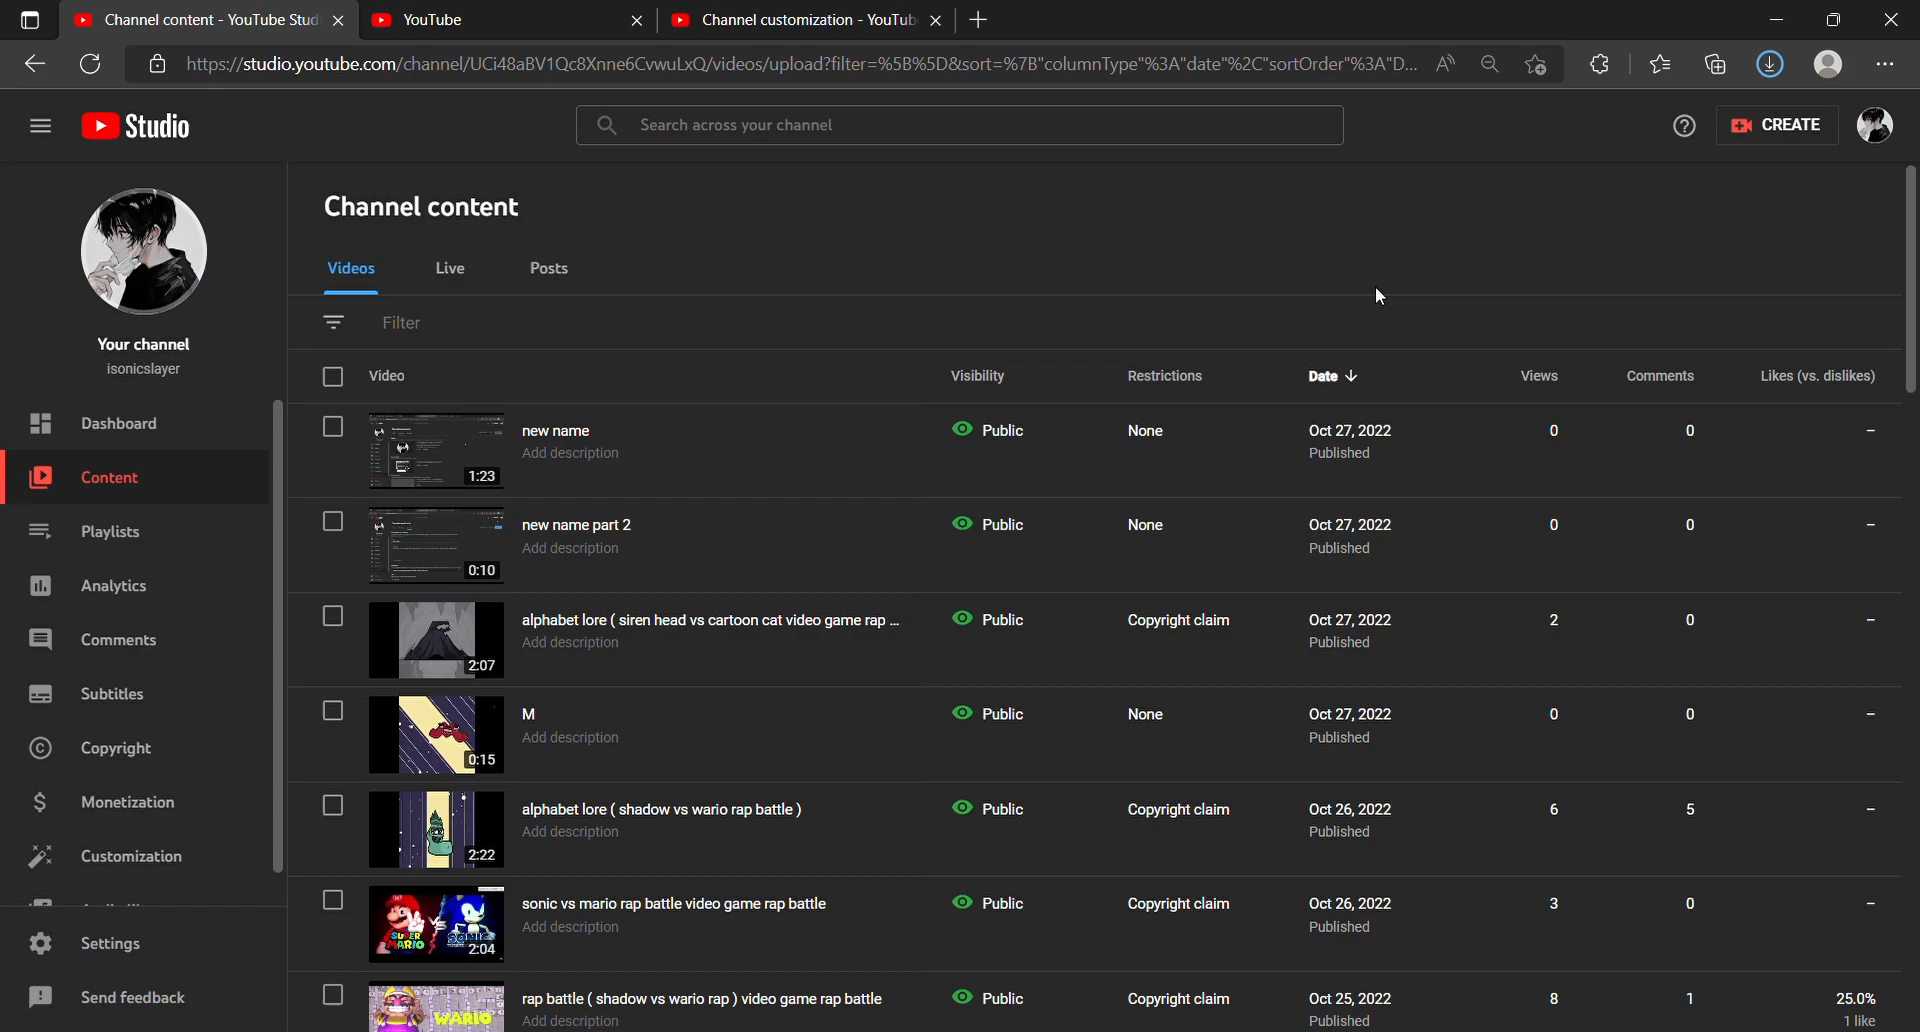 Channel content - YouTube Stud
YouTube
Channel customization - YouTub
https://studio.youtube.com/channel/UCi48aBV1Qc8Xnne6CvwuLxQ/videos/upload?filter=%5B%5D&sort=%7B"columnType"%3A"date"%2C"sortOrder"%3A"D...
Studio
Search across your channel
CREATE
Channel content
Videos Live Posts
Your channel
isonicslayer
Filter
Video Visibility Restrictions Date Views Comments Likes (vs. dislikes)
Dashboard
Content
Playlists
Analytics
Comments
Subtitles
Copyright
Monetization
Customization
Settings
Send feedback
new name Public None Oct 27, 2022 0 0 –
Add description Published
1:23
new name part 2 Public None Oct 27, 2022 0 0 –
Add description Published
0:10
alphabet lore ( siren head vs cartoon cat video game rap ... Public Copyright claim Oct 27, 2022 2 0 –
Add description Published
2:07
M Public None Oct 27, 2022 0 0 –
Add description Published
0:15
alphabet lore ( shadow vs wario rap battle ) Public Copyright claim Oct 26, 2022 6 5 –
Add description Published
2:22
sonic vs mario rap battle video game rap battle Public Copyright claim Oct 26, 2022 3 0 –
Add description Published
SUPER MARIO
SONIC
2:04
rap battle ( shadow vs wario rap ) video game rap battle Public Copyright claim Oct 25, 2022 8 1 25.0%
Add description Published 1 like
WARIO